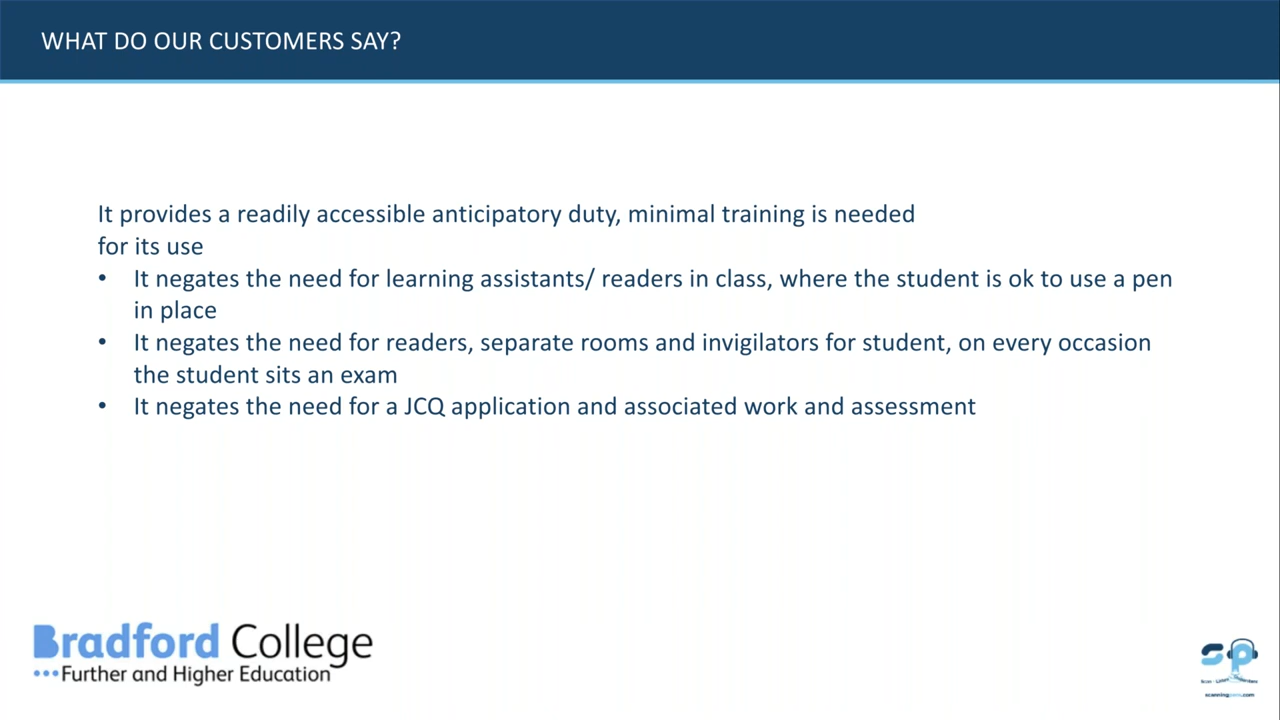 WHAT DO OUR CUSTOMERS SAY?
It provides a readily accessible anticipatory duty, minimal training is needed
for its use
• It negates the need for learning assistants/ readers in class, where the student is ok to use a pen
in place
• It negates the need for readers, separate rooms and invigilators for student, on every occasion
the student sits an exam
• It negates the need for a JCQ application and associated work and assessment
Bradford College
•••Further and Higher Education
sp
scanningpens.com